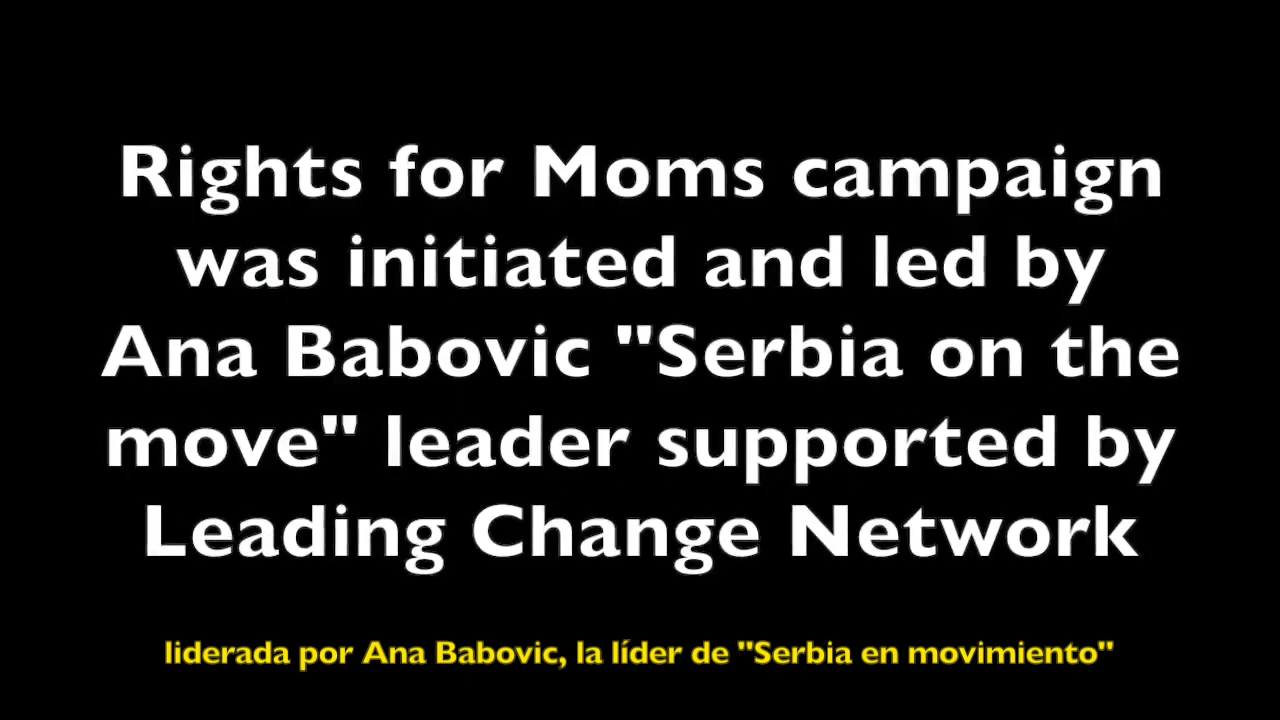 Rights for Moms campaign
was initiated and led by
Ana Babovic "Serbia on the
move" leader supported by
Leading Change Network
liderada por Ana Babovic, la líder de "Serbia en movimiento"